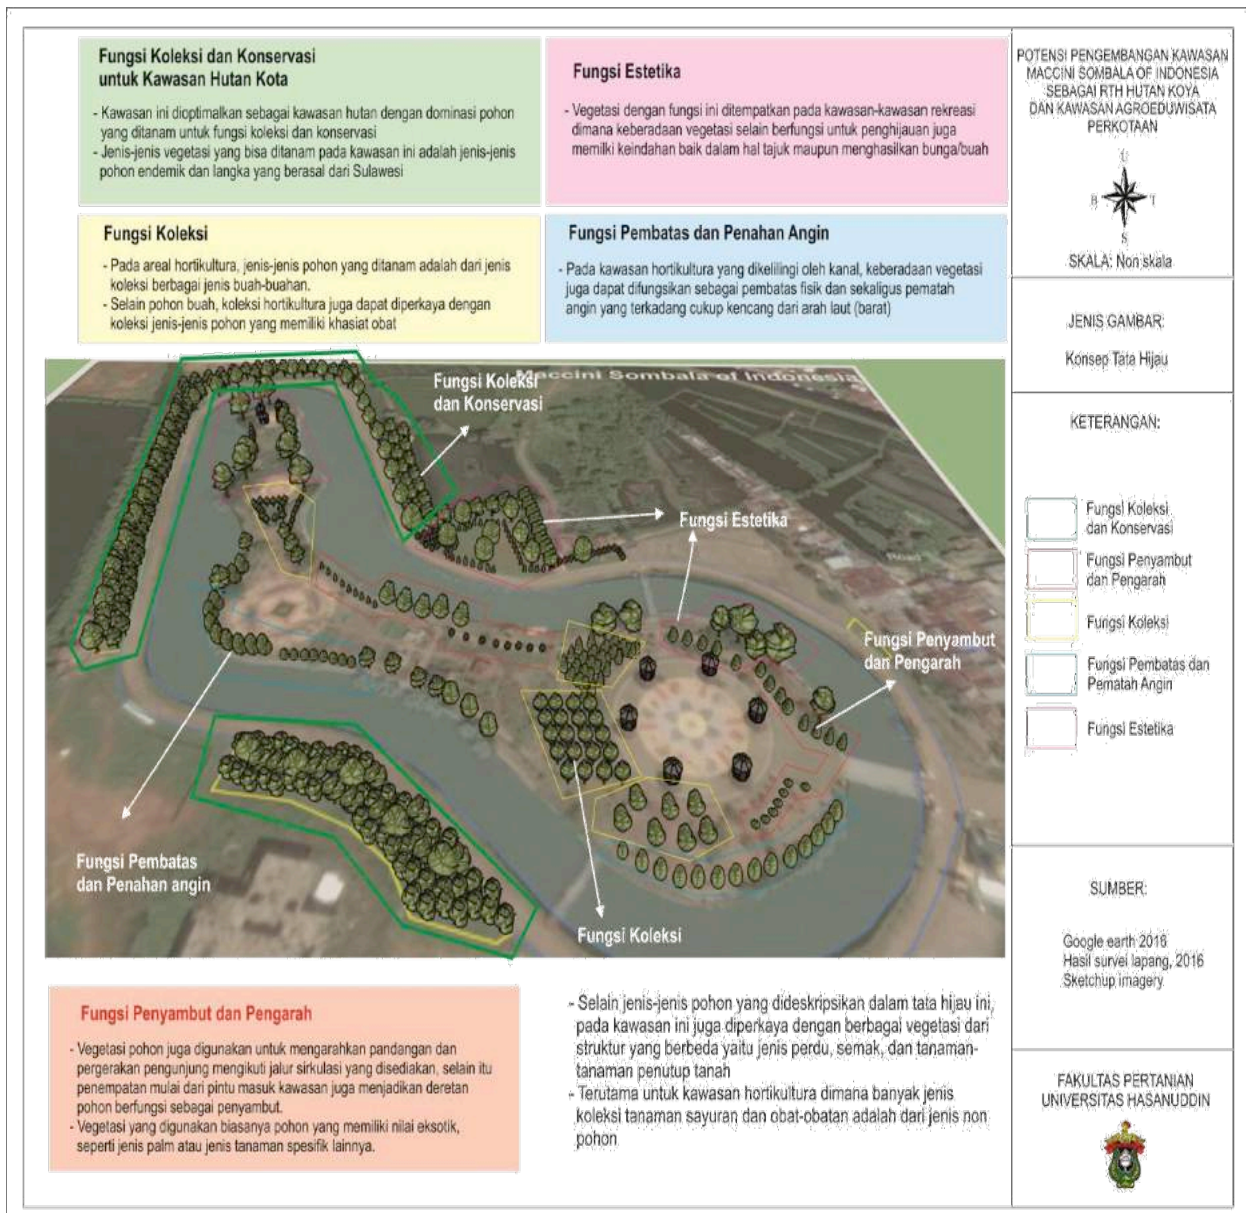 Fungsi Koleksi dan Konservasi
untuk Kawasan Hutan Kota
- Kawasan ini dioptimalkan sebagai kawasan hutan dengan dominasi pohon
yang ditanam untuk fungsi koleksi dan konservasi
- Jenis-jenis vegetasi yang bisa ditanam pada kawasan ini adalah jenis-jenis
pohon endemik dan langka yang berasal dari Sulawesi
Fungsi Estetika
- Vegetasi dengan fungsi ini ditempatkan pada kawasan-kawasan rekreasi
dimana keberadaan vegetasi selain berfungsi untuk penghijauan juga
memilki keindahan baik dalam hal tajuk maupun menghasilkan bunga/buah
Fungsi Koleksi
- Pada areal hortikultura, jenis-jenis pohon yang ditanam adalah dari jenis
koleksi berbagai jenis buah-buahan.
- Selain pohon buah, koleksi hortikultura juga dapat diperkaya dengan
koleksi jenis-jenis pohon yang memiliki khasiat obat
Fungsi Pembatas dan Penahan Angin
- Pada kawasan hortikultura yang dikelilingi oleh kanal, keberadaan vegetasi
juga dapat difungsikan sebagai pembatas fisik dan sekaligus pematah
angin yang terkadang cukup kencang dari arah laut (barat)
Maccini Sombala of Indonesia
Fungsi Koleksi
dan Konservasi
Fungsi Estetika
Fungsi Penyambut
dan Pengarah
Fungsi Pembatas
dan Penahan angin
Fungsi Koleksi
Fungsi Penyambut dan Pengarah
- Vegetasi pohon juga digunakan untuk mengarahkan pandangan dan
pergerakan pengunjung mengikuti jalur sirkulasi yang disediakan, selain itu
penempatan mulai dari pintu masuk kawasan juga menjadikan deretan
pohon berfungsi sebagai penyambut.
- Vegetasi yang digunakan biasanya pohon yang memiliki nilai eksotik,
seperti jenis palm atau jenis tanaman spesifik lainnya.
- Selain jenis-jenis pohon yang dideskripsikan dalam tata hijau ini,
pada kawasan ini juga diperkaya dengan berbagai vegetasi dari
struktur yang berbeda yaitu jenis perdu, semak, dan tanaman-
tanaman penutup tanah
- Terutama untuk kawasan hortikultura dimana banyak jenis
koleksi tanaman sayuran dan obat-obatan adalah dari jenis non
pohon
POTENSI PENGEMBANGAN KAWASAN
MACCINI SOMBALA OF INDONESIA
SEBAGAI RTH HUTAN KOYA
DAN KAWASAN AGROEDUWISATA
PERKOTAAN
U
B T
S
SKALA: Non skala
JENIS GAMBAR:
Konsep Tata Hijau
KETERANGAN:
Fungsi Koleksi
dan Konservasi
Fungsi Penyambut
dan Pengarah
Fungsi Koleksi
Fungsi Pembatas dan
Pematah Angin
Fungsi Estetika
SUMBER:
Google earth 2016
Hasil survei lapang, 2016
Sketchup imagery
FAKULTAS PERTANIAN
UNIVERSITAS HASANUDDIN